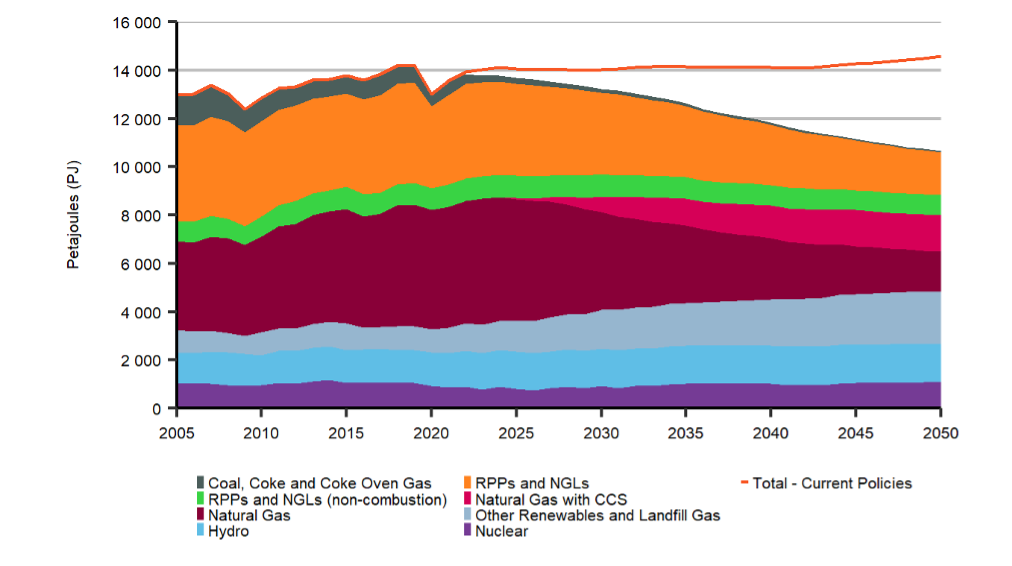 16 000
14 000
12 000
10 000
8 000
6 000
4 000
2 000
0
Petajoules (PJ)
2005 2010 2015 2020 2025 2030 2035 2040 2045 2050
Coal, Coke and Coke Oven Gas RPPs and NGLs Total - Current Policies
RPPs and NGLs (non-combustion) Natural Gas with CCS
Natural Gas Other Renewables and Landfill Gas
Hydro Nuclear